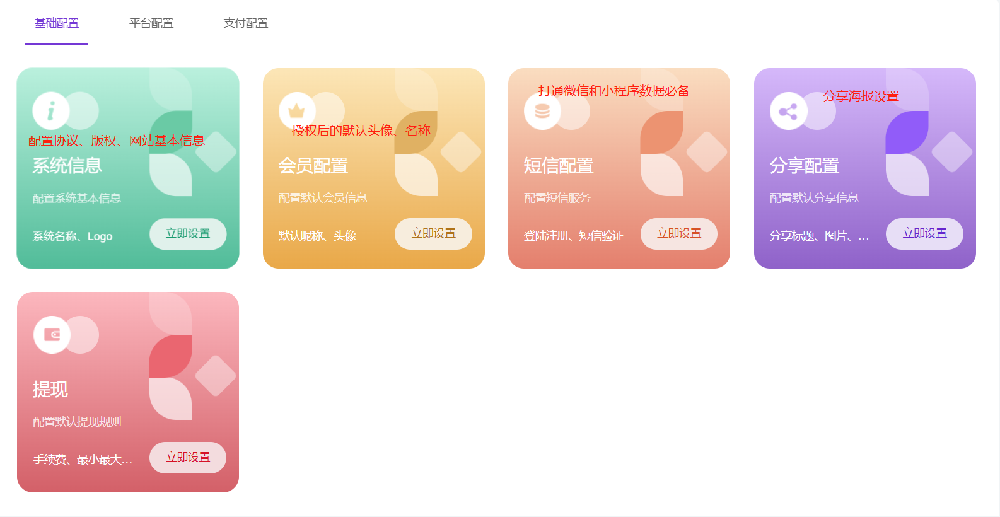 基础配置
平台配置
支付配置
配置协议、版权、网站基本信息
系统信息
配置系统基本信息
系统名称、Logo
立即设置
授权后的默认头像、名称
会员配置
配置默认会员信息
默认昵称、头像
立即设置
打通微信和小程序数据必备
短信配置
配置短信服务
登陆注册、短信验证
立即设置
分享海报设置
分享配置
配置默认分享信息
分享标题、图片、...
立即设置
提现
配置默认提现规则
手续费、最小最大...
立即设置